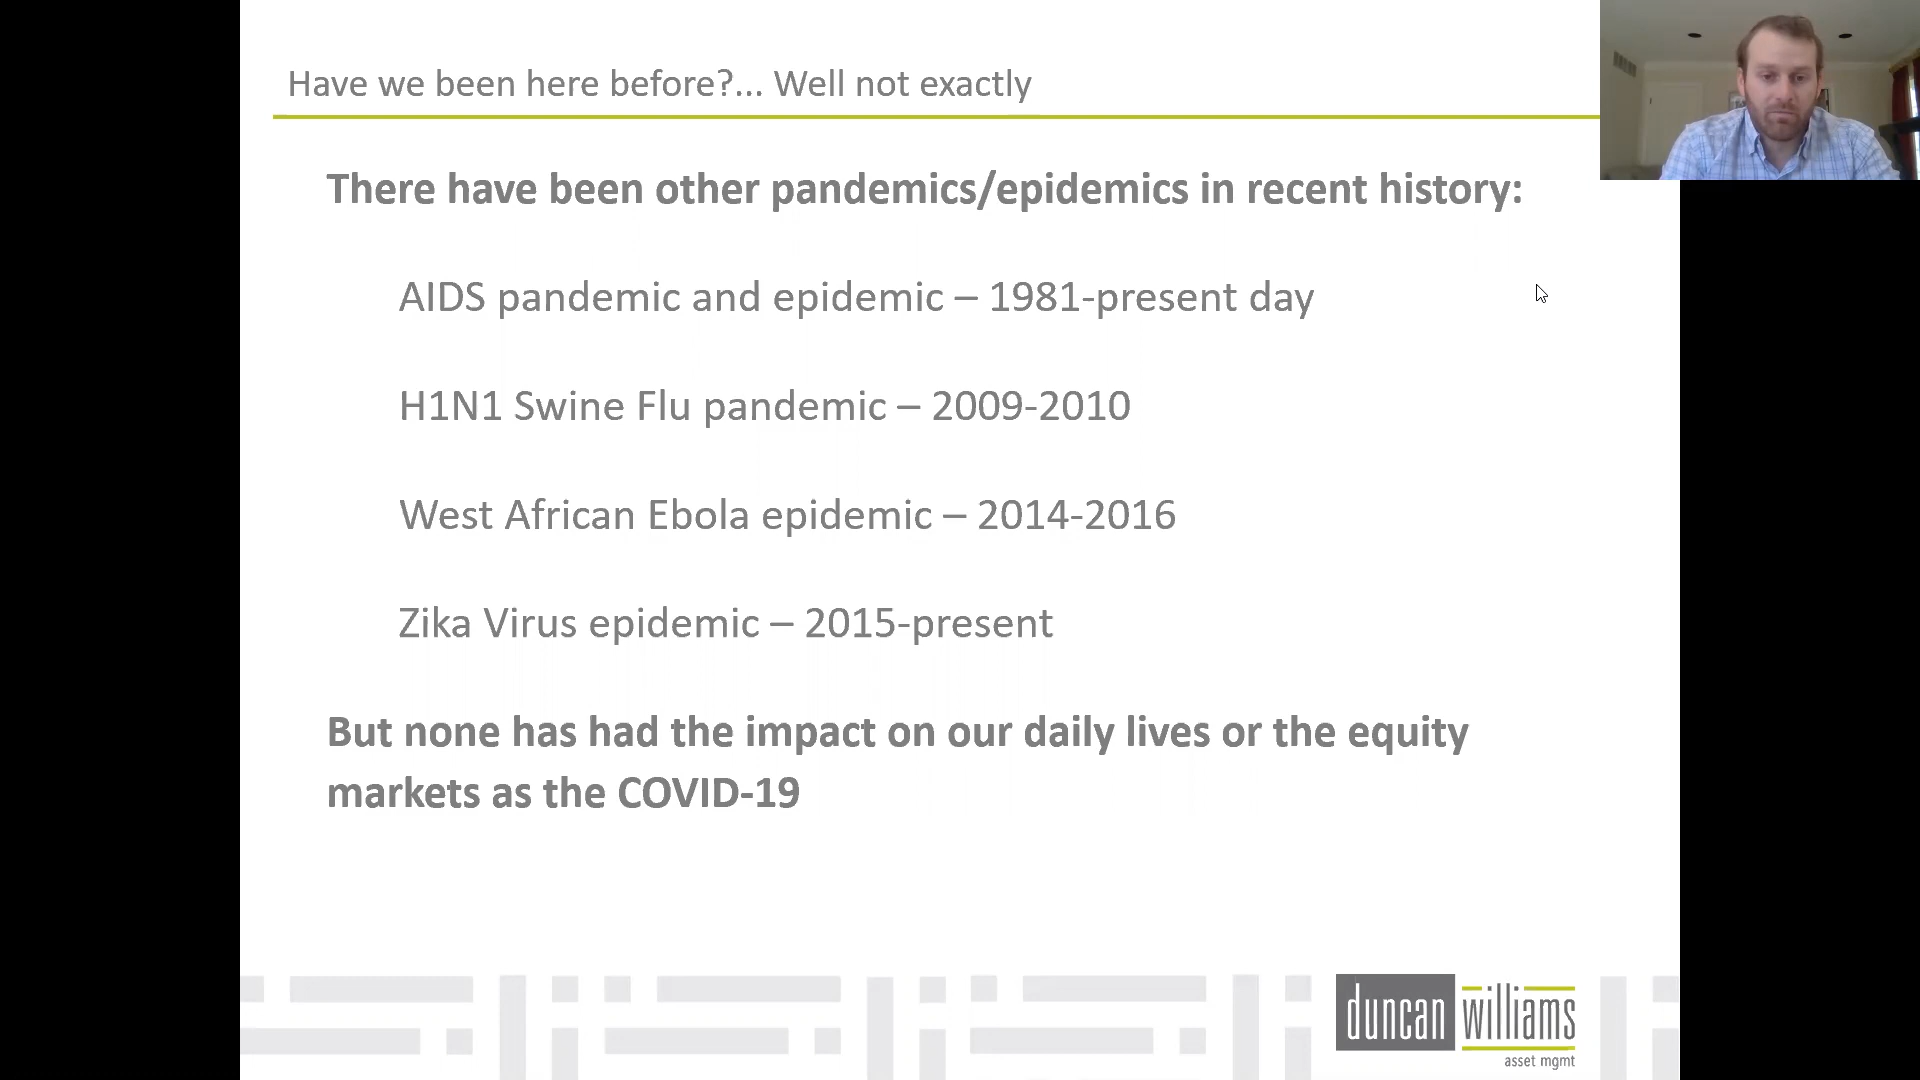 Have we been here before?... Well not exactly
There have been other pandemics/epidemics in recent history:
AIDS pandemic and epidemic – 1981-present day
H1N1 Swine Flu pandemic – 2009-2010
West African Ebola epidemic – 2014-2016
Zika Virus epidemic – 2015-present
But none has had the impact on our daily lives or the equity
markets as the COVID-19
duncan williams
asset mgmt